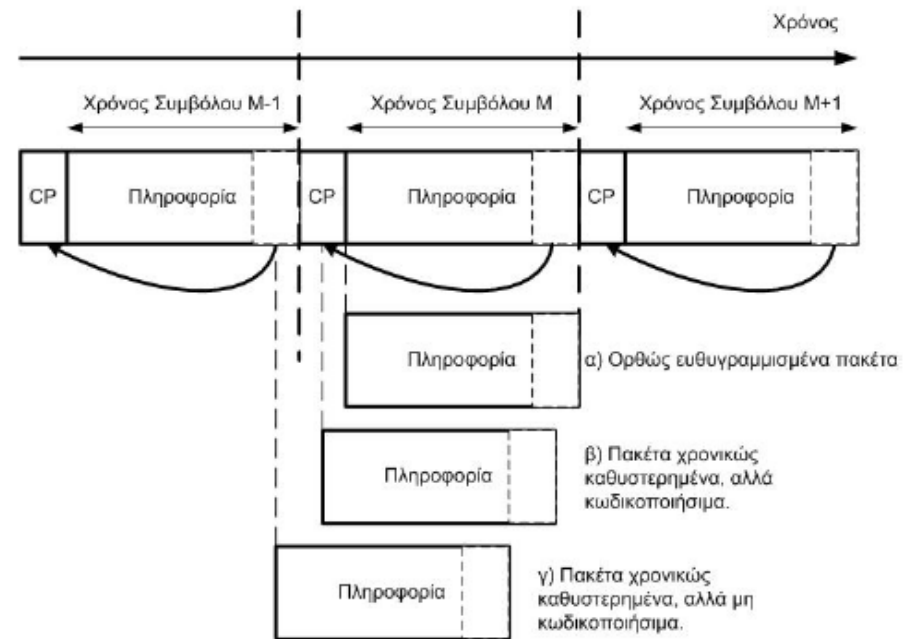 Χρόνος
Χρόνος Συμβόλου Μ-1
Χρόνος Συμβόλου Μ
Χρόνος Συμβόλου Μ+1
CP
Πληροφορία
CP
Πληροφορία
CP
Πληροφορία
Πληροφορία
α) Ορθώς ευθυγραμμισμένα πακέτα
Πληροφορία
β) Πακέτα χρονικώς
καθυστερημένα, αλλά
κωδικοποιήσιμα.
Πληροφορία
γ) Πακέτα χρονικώς
καθυστερημένα, αλλά μη
κωδικοποιήσιμα.